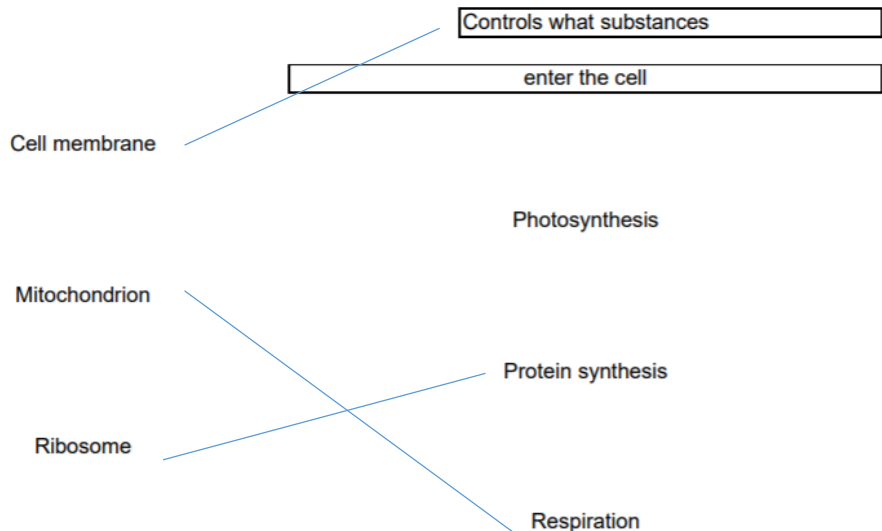 Controls what substances
enter the cell
Cell membrane
Photosynthesis
Mitochondrion
Protein synthesis
Ribosome
Respiration